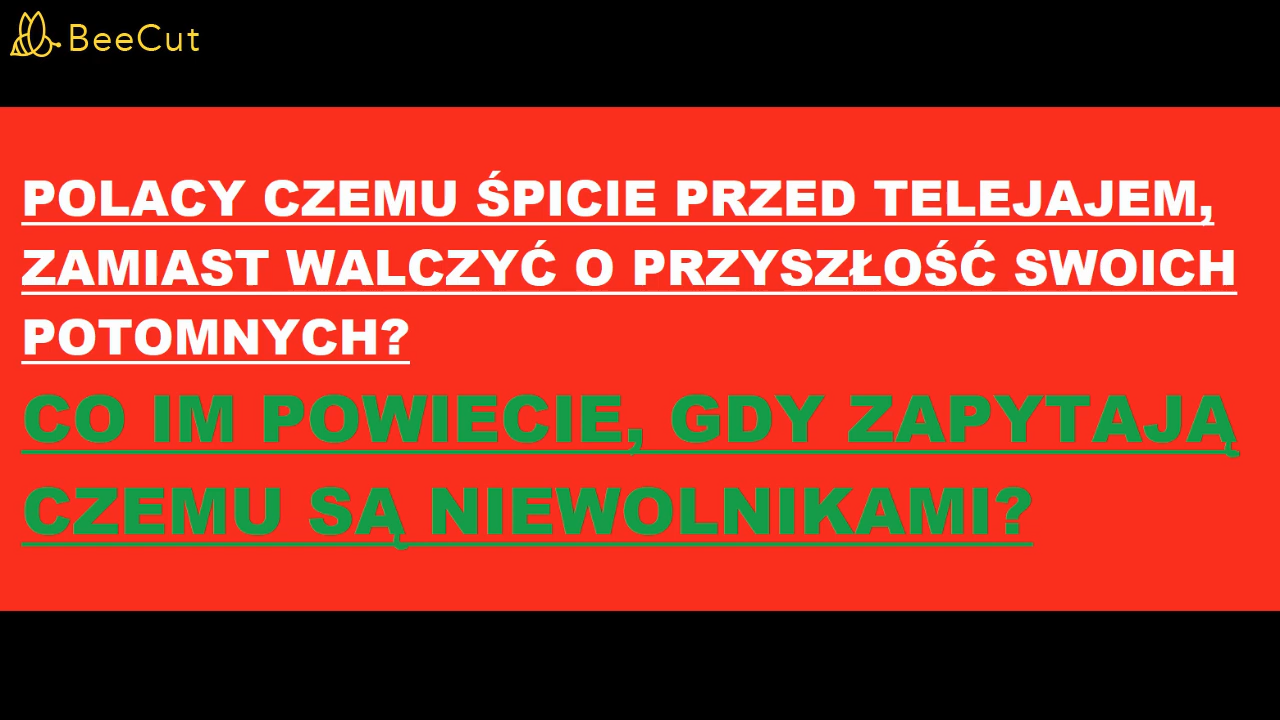 BeeCut
POLACY CZEMU ŚPICIE PRZED TELEJAJEM,
ZAMIAST WALCZYĆ O PRZYSZŁOŚĆ SWOICH
POTOMNYCH?
CO IM POWIECIE, GDY ZAPYTAJĄ
CZEMU SĄ NIEWOLNIKAMI?